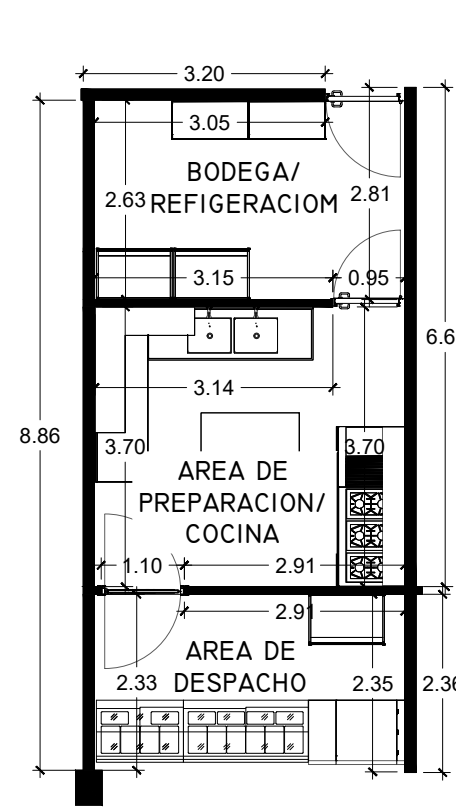 3.20
3.05
BODEGA/
2.63 REFIGERACIOM 2.81
3.15 0.95
6.6
3.14
8.86
3.70 3.70
AREA DE
PREPARACION/
COCINA
1.10 2.91
2.91
AREA DE
2.33 DESPACHO 2.35 2.36